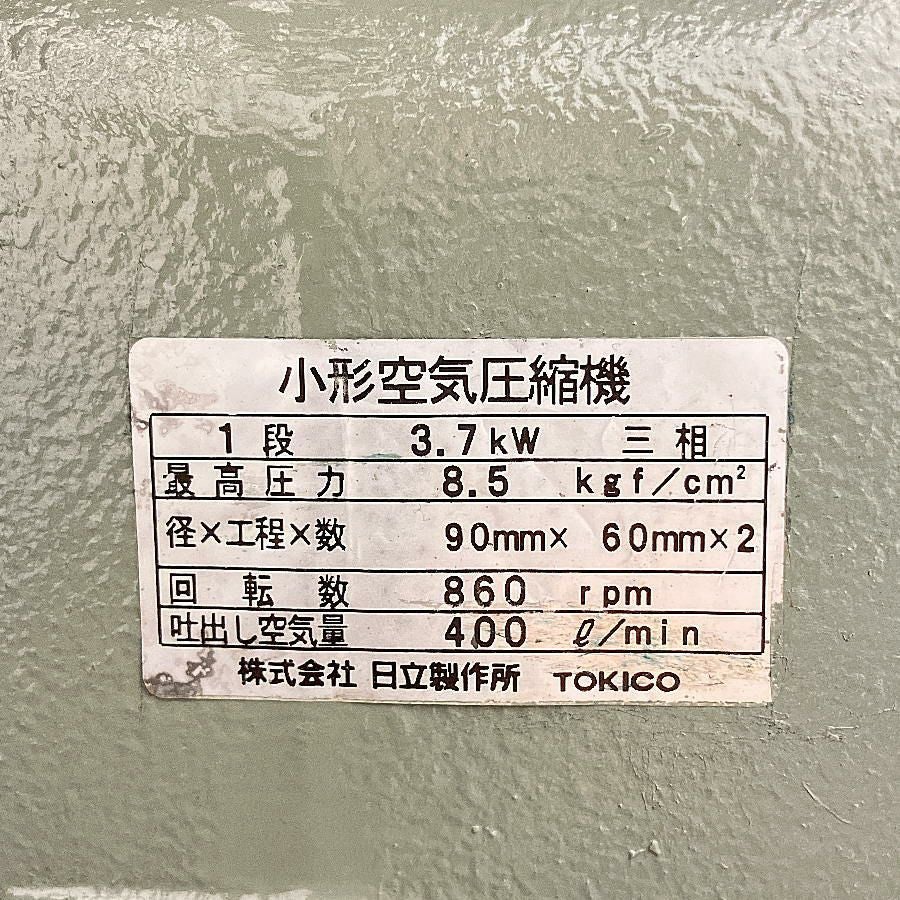 小形空気圧縮機
1段 3.7kW 三相
最高圧力 8.5 kgf/cm²
径×工程×数 90mm× 60mm×2
回転数 860 rpm
吐出し空気量 400 ℓ/min
株式会社 日立製作所 TOKICO